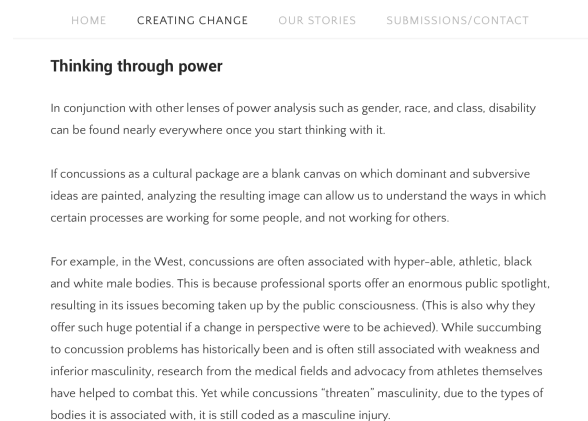 HOME CREATING CHANGE OUR STORIES SUBMISSIONS/CONTACT
Thinking through power
In conjunction with other lenses of power analysis such as gender, race, and class, disability
can be found nearly everywhere once you start thinking with it.
If concussions as a cultural package are a blank canvas on which dominant and subversive
ideas are painted, analyzing the resulting image can allow us to understand the ways in which
certain processes are working for some people, and not working for others.
For example, in the West, concussions are often associated with hyper-able, athletic, black
and white male bodies. This is because professional sports offer an enormous public spotlight,
resulting in its issues becoming taken up by the public consciousness. (This is also why they
offer such huge potential if a change in perspective were to be achieved). While succumbing
to concussion problems has historically been and is often still associated with weakness and
inferior masculinity, research from the medical fields and advocacy from athletes themselves
have helped to combat this. Yet while concussions “threaten” masculinity, due to the types of
bodies it is associated with, it is still coded as a masculine injury.